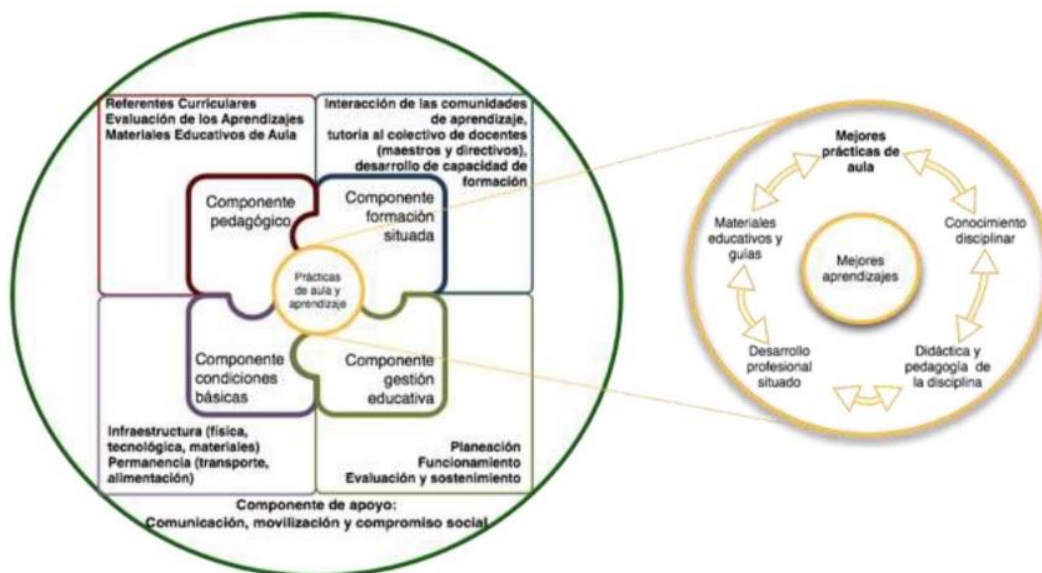 Referentes Curriculares
Evaluación de los Aprendizajes
Materiales Educativos de Aula
Interacción de las comunidades
de aprendizaje,
tutoria al colectivo de docentes
(maestros y directivos),
desarrollo de capacidad de
formación
Componente
pedagógico
Componente
formación
situada
Prácticas
de aula y
aprendizaje
Componente
condiciones
básicas
Componente
gestión
educativa
Infraestructura (física,
tecnológica, materiales)
Permanencia (transporte,
alimentación)
Planeación
Funcionamiento
Evaluación y sostenimiento
Componente de apoyo:
Comunicación, movilización y compromiso social
Mejores
prácticas de
aula
Materiales
educativos y
guías
Conocimiento
disciplinar
Mejores
aprendizajes
Desarrollo
profesional
situado
Didáctica y
pedagogía de
la disciplina